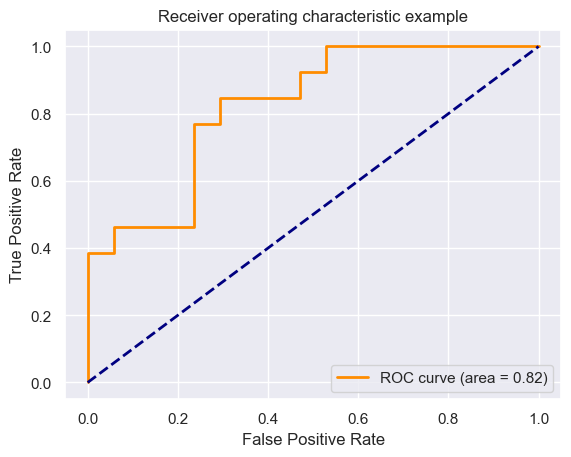 Receiver operating characteristic example
True Positive Rate
1.0
0.8
0.6
0.4
0.2
0.0
0.0 0.2 0.4 0.6 0.8 1.0
False Positive Rate
ROC curve (area = 0.82)